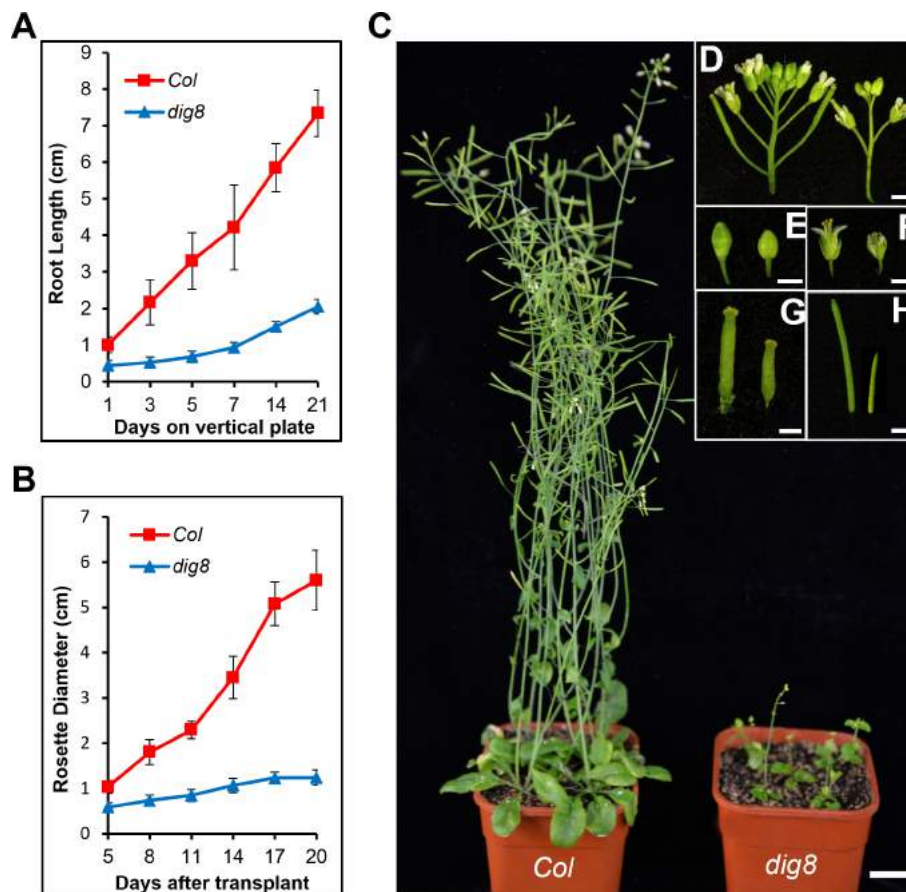 A
9
8
7
6
5
4
3
2
1
0
Root Length (cm)
Col
dig8
1 3 5 7 14 21
Days on vertical plate
B
7
6
5
4
3
2
1
0
Rosette Diameter (cm)
Col
dig8
5 8 11 14 17 20
Days after transplant
C
Col
dig8
D
E
F
G
H